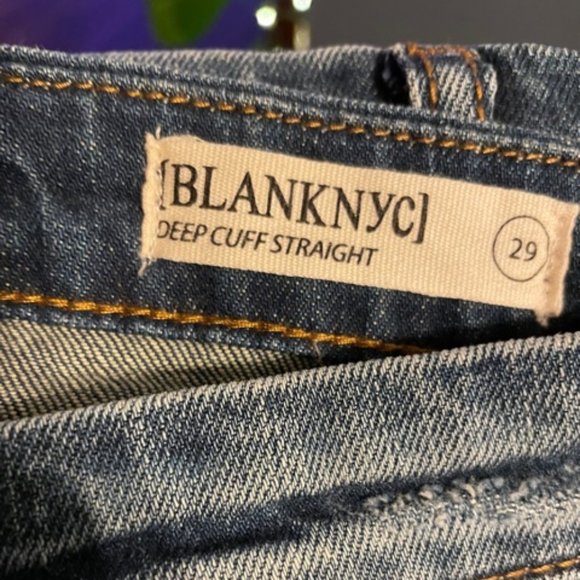 [BLANKNYC]
DEEP CUFF STRAIGHT
29